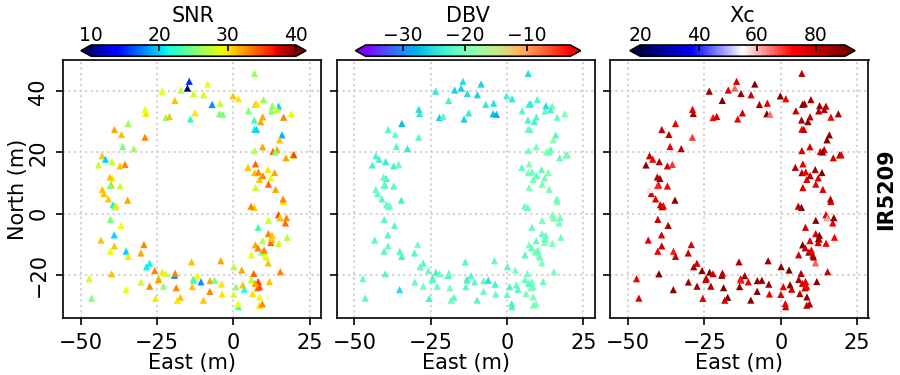 SNR DBV Xc
10 20 30 40 −30 −20 −10 20 40 60 80
40
20
0
−20
North (m)
IR5209
−50 −25 0 25 −50 −25 0 25 −50 −25 0 25
East (m) East (m) East (m)